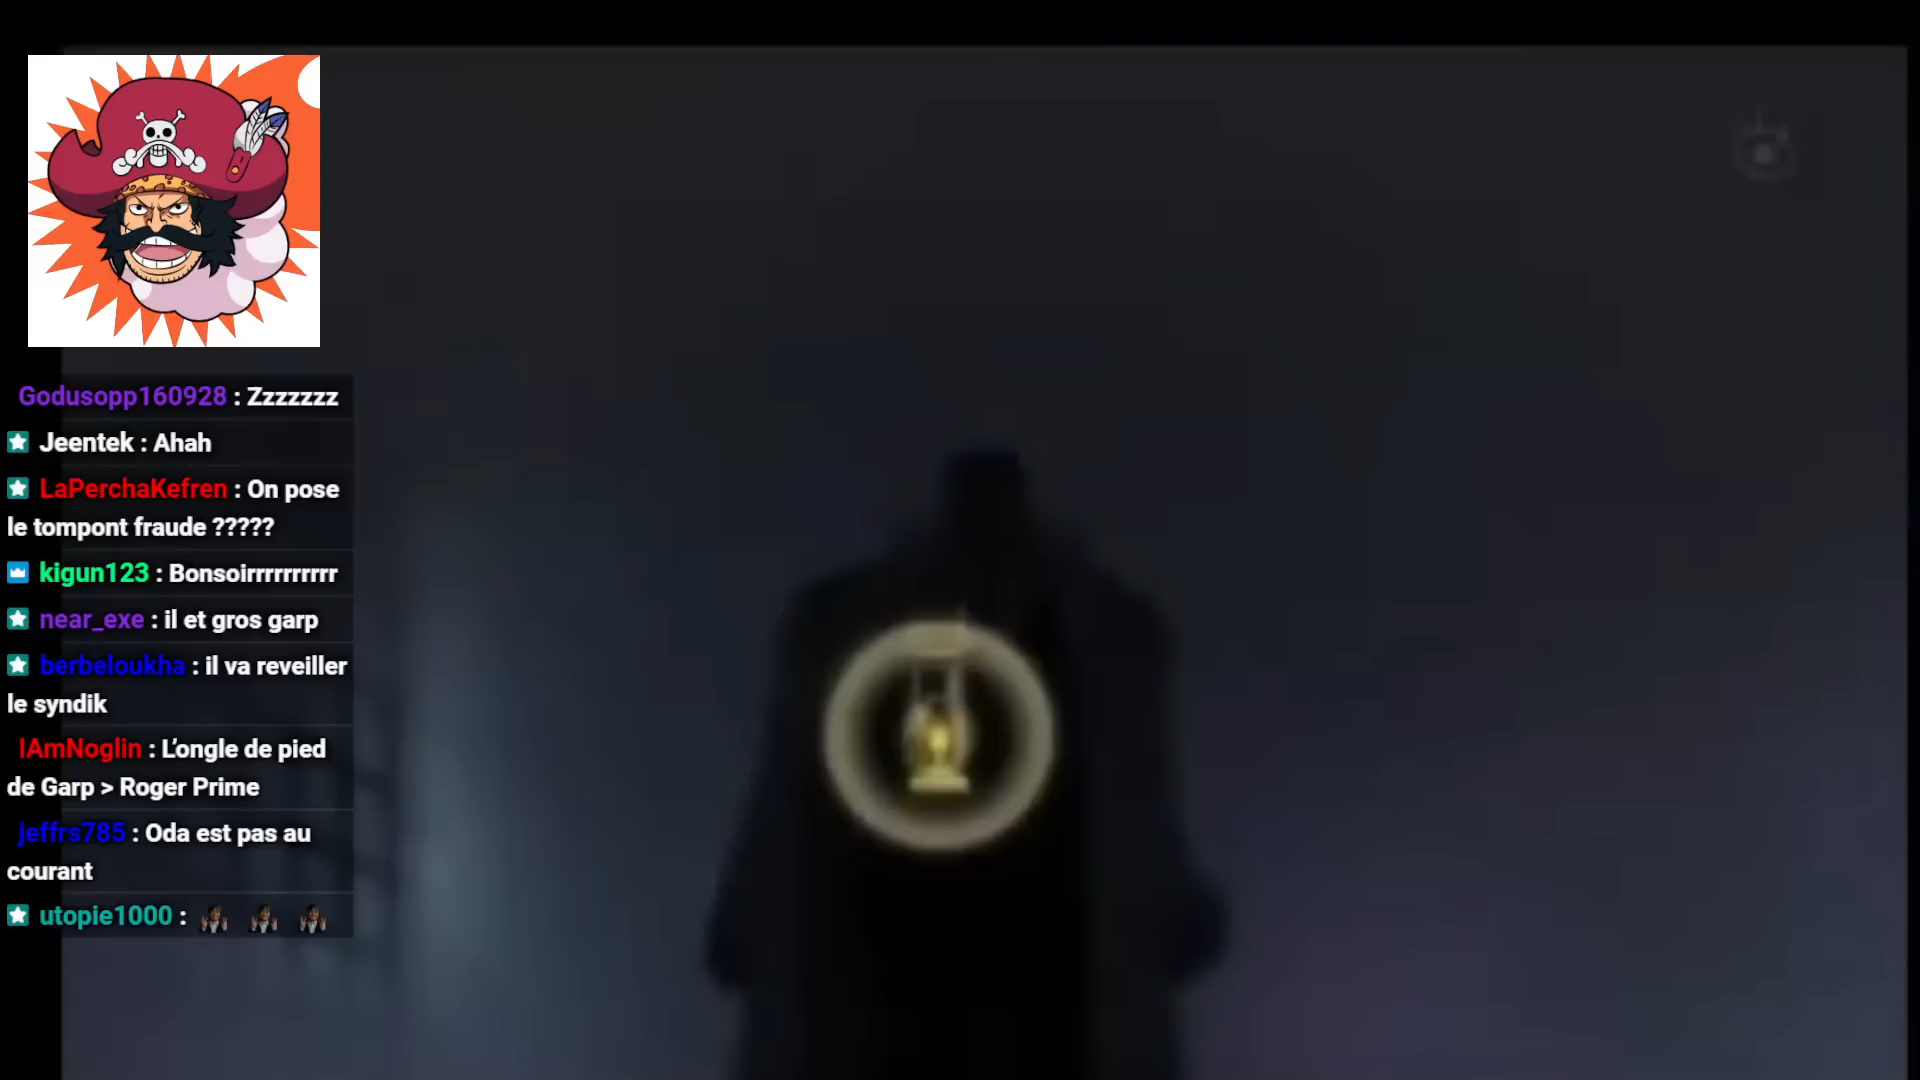 Godusopp160928 : Zzzzzzz
Jeentek : Ahah
LaPerchaKefren : On pose
le tompont fraude ?????
kigun123 : Bonsoirrrrrrrrrr
near_exe : il et gros garp
berbeloukha : il va reveiller
le syndik
IAmNoglin : L'ongle de pied
de Garp > Roger Prime
jeffrs785 : Oda est pas au
courant
utopie1000 :